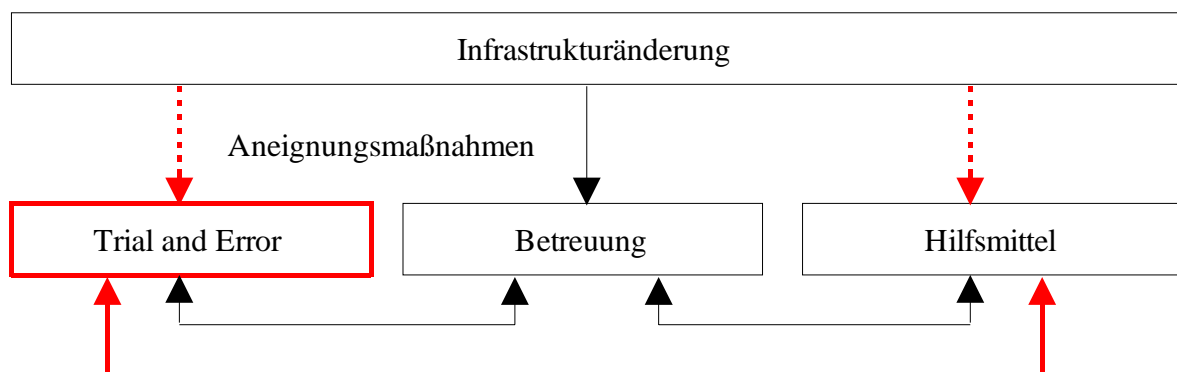 Infrastrukturänderung
Aneignungsmaßnahmen
Trial and Error
Betreuung
Hilfsmittel